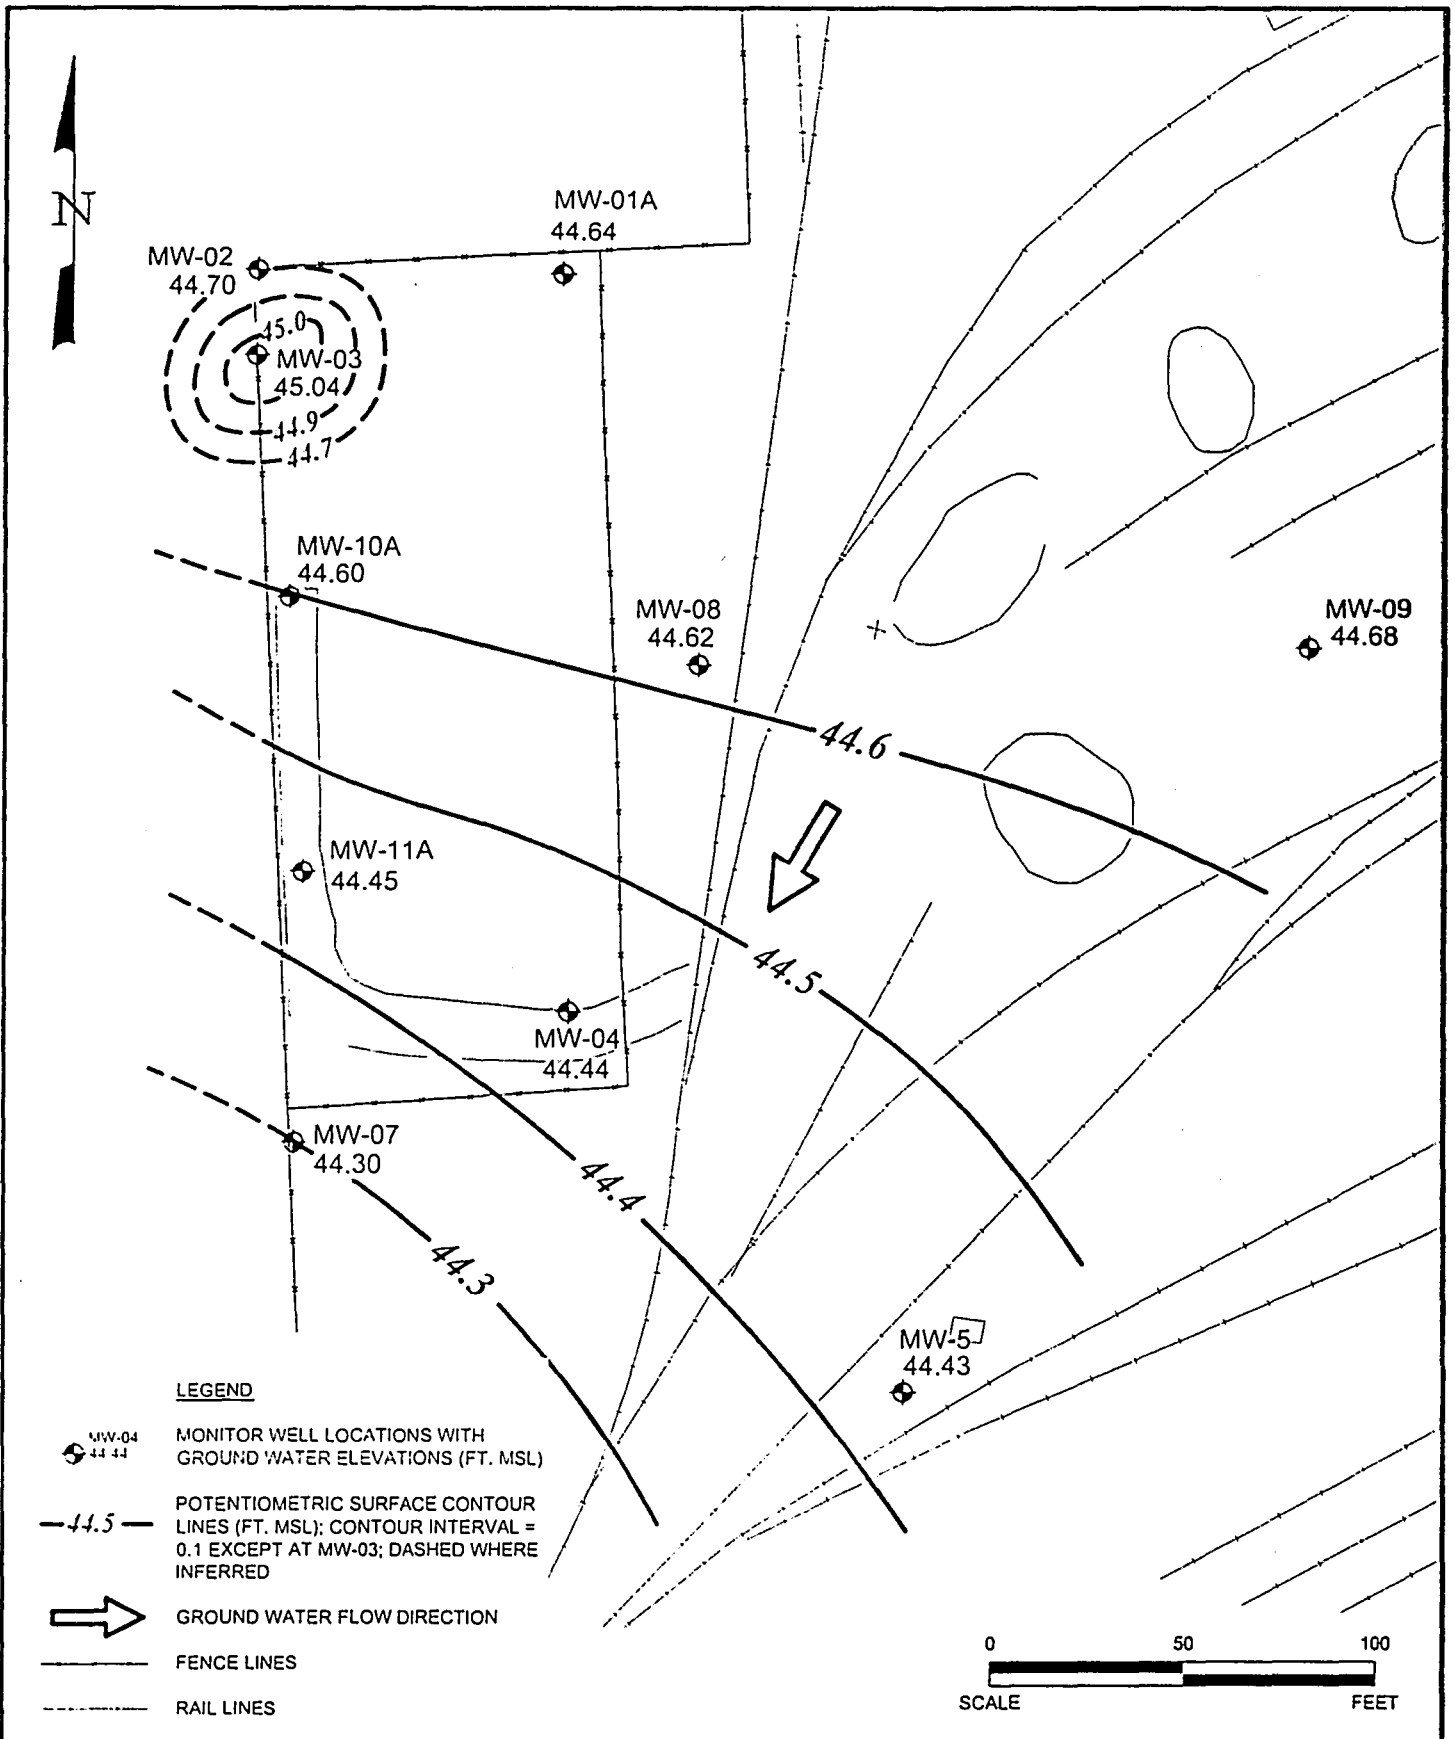 MW-01A
44.64
N
MW-02
44.70
45.0
MW-03
45.04
44.9
44.7
MW-10A
44.60
MW-08
44.62
MW-09
44.68
44.6
MW-11A
44.45
44.5
MW-04
44.44
MW-07
44.30
44.4
44.3
MW-5
44.43
LEGEND
MW-04
44.44
MONITOR WELL LOCATIONS WITH
GROUND WATER ELEVATIONS (FT. MSL)
44.5
POTENTIOMETRIC SURFACE CONTOUR
LINES (FT. MSL); CONTOUR INTERVAL =
0.1 EXCEPT AT MW-03; DASHED WHERE
INFERRED
GROUND WATER FLOW DIRECTION
FENCE LINES
RAIL LINES
0 50 100
SCALE FEET